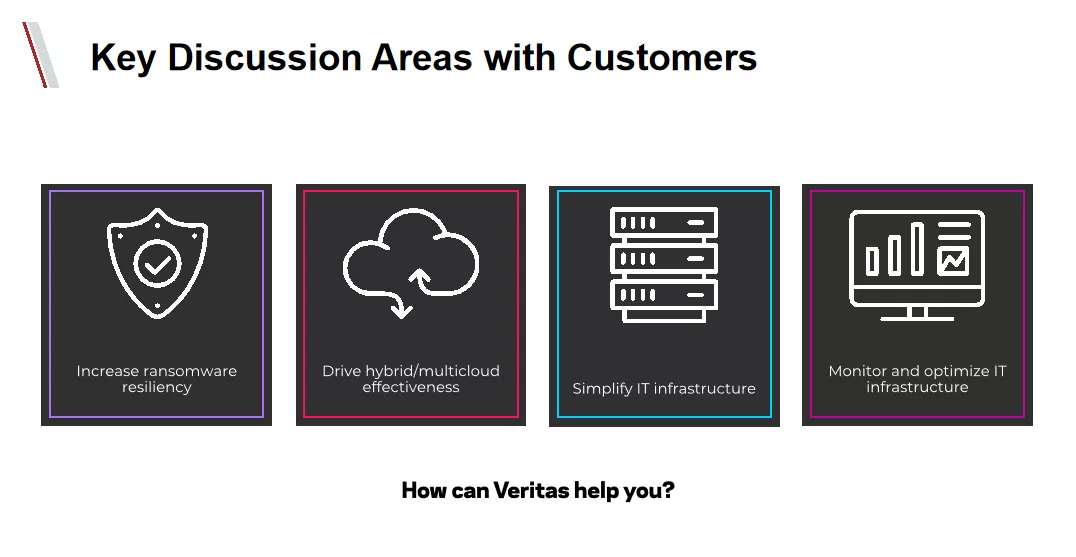 Key Discussion Areas with Customers
Increase ransomware
resiliency
Drive hybrid/multicloud
effectiveness
Simplify IT infrastructure
Monitor and optimize IT
infrastructure
How can Veritas help you?